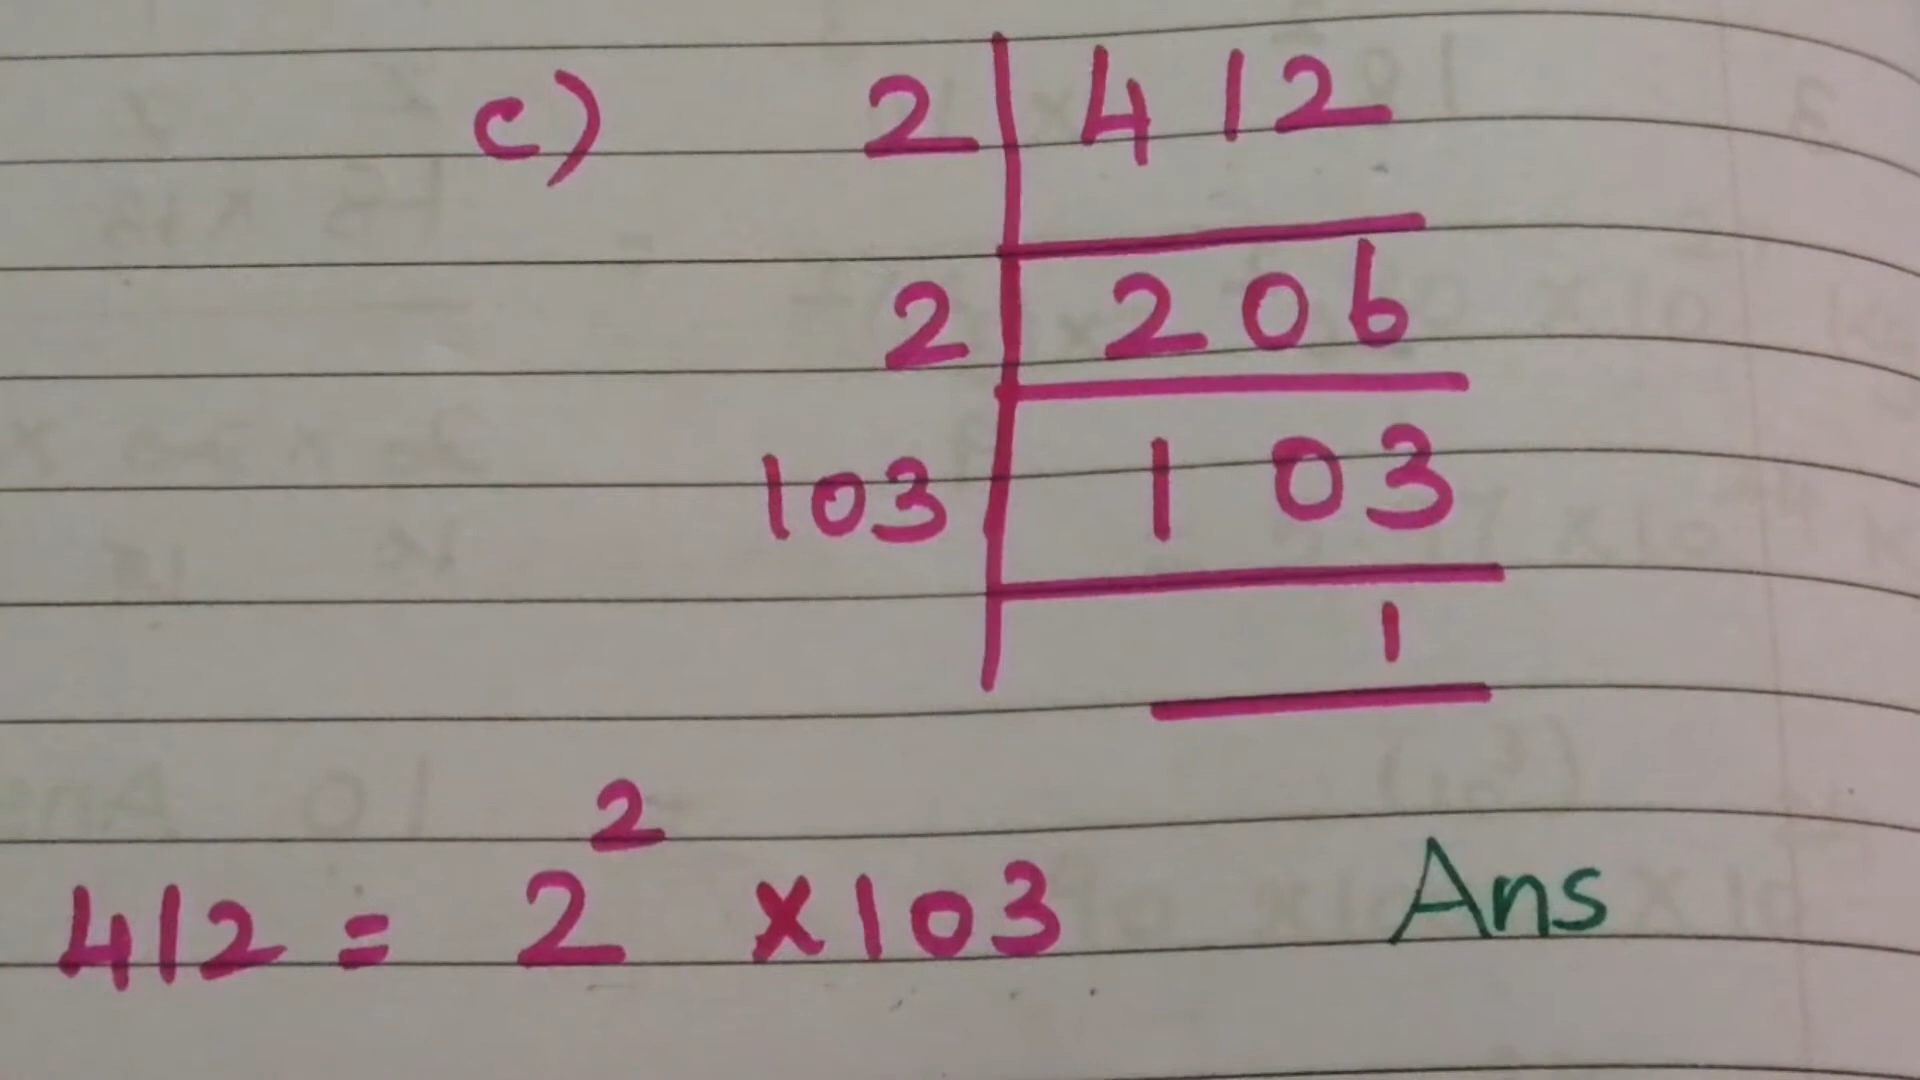 c) 2 | 412
2 | 206
103 | 103
1
412 = 2² ×103 Ans